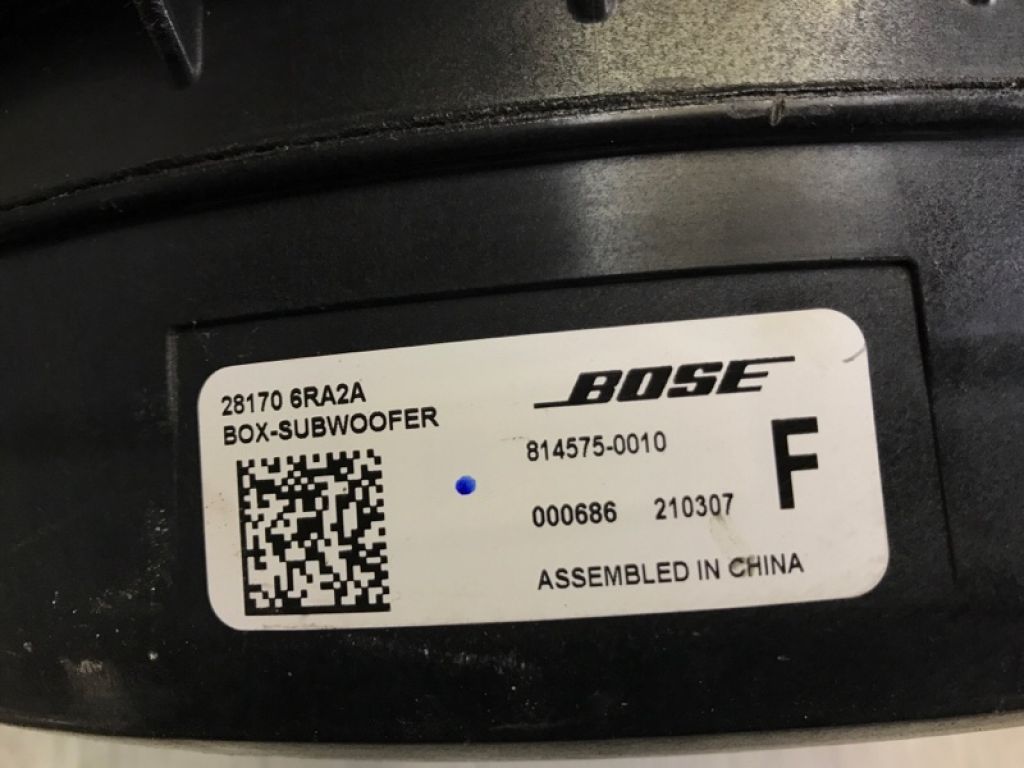 28170 6RA2A
BOX-SUBWOOFER
BOSE
814575-0010
F
000686 210307
ASSEMBLED IN CHINA